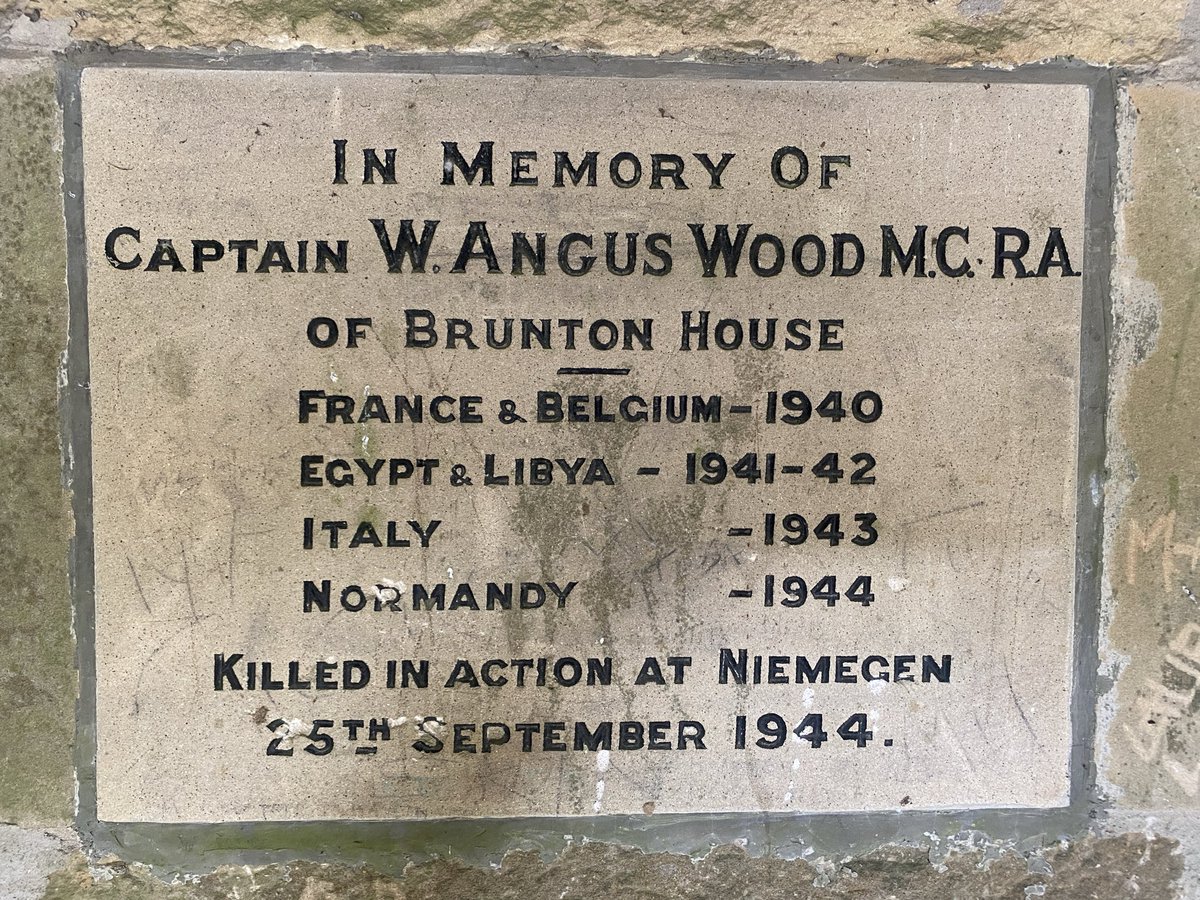 In Memory Of
Captain W. Angus Wood M.C. R.A.
of Brunton House
France & Belgium - 1940
Egypt & Libya - 1941-42
Italy - 1943
Normandy - 1944
Killed in action at Niemegen
25th September 1944.